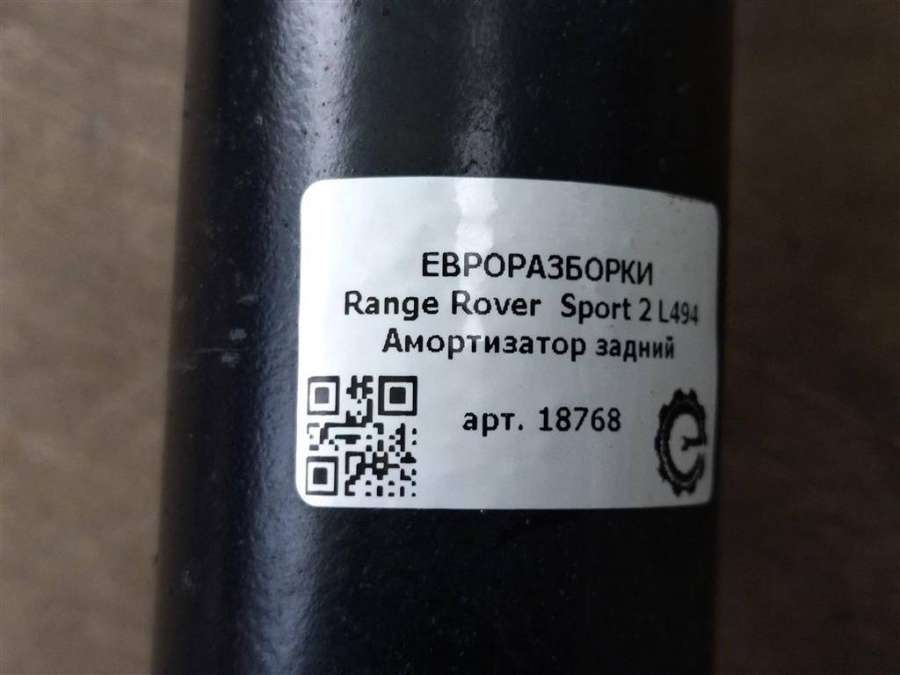 ЕВРОРАЗБОРКИ
Range Rover Sport 2 L494
Амортизатор задний
арт. 18768